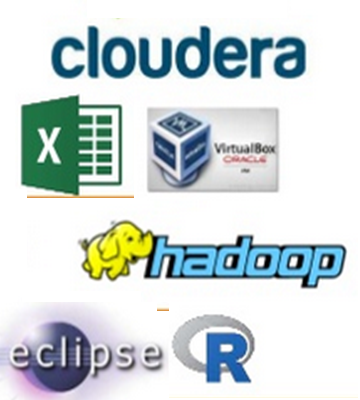 cloudera
X
VirtualBox
ORACLE
hadoop
eclipse
R